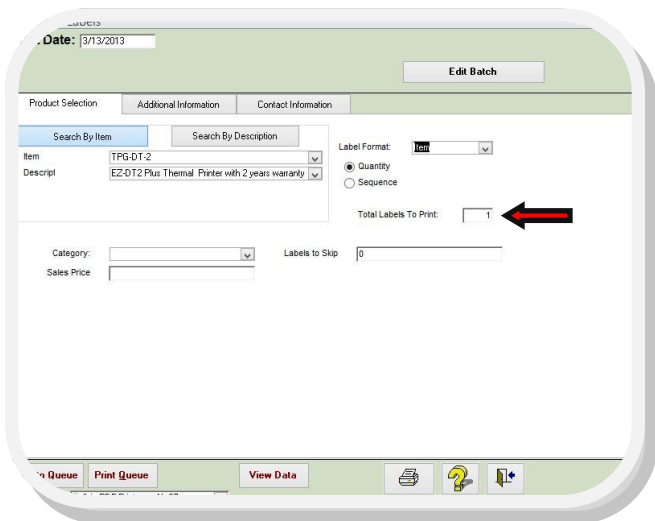 Labels
Date: 3/13/2013
Edit Batch
Product Selection Additional Information Contact Information
Search By Item Search By Description
Item TPG-DT-2
Descript EZ-DT2 Plus Thermal Printer with 2 years warranty
Label Format: Item
Quantity
Sequence
Total Labels To Print: 1
Category: Labels to Skip 0
Sales Price
Queue Print Queue View Data